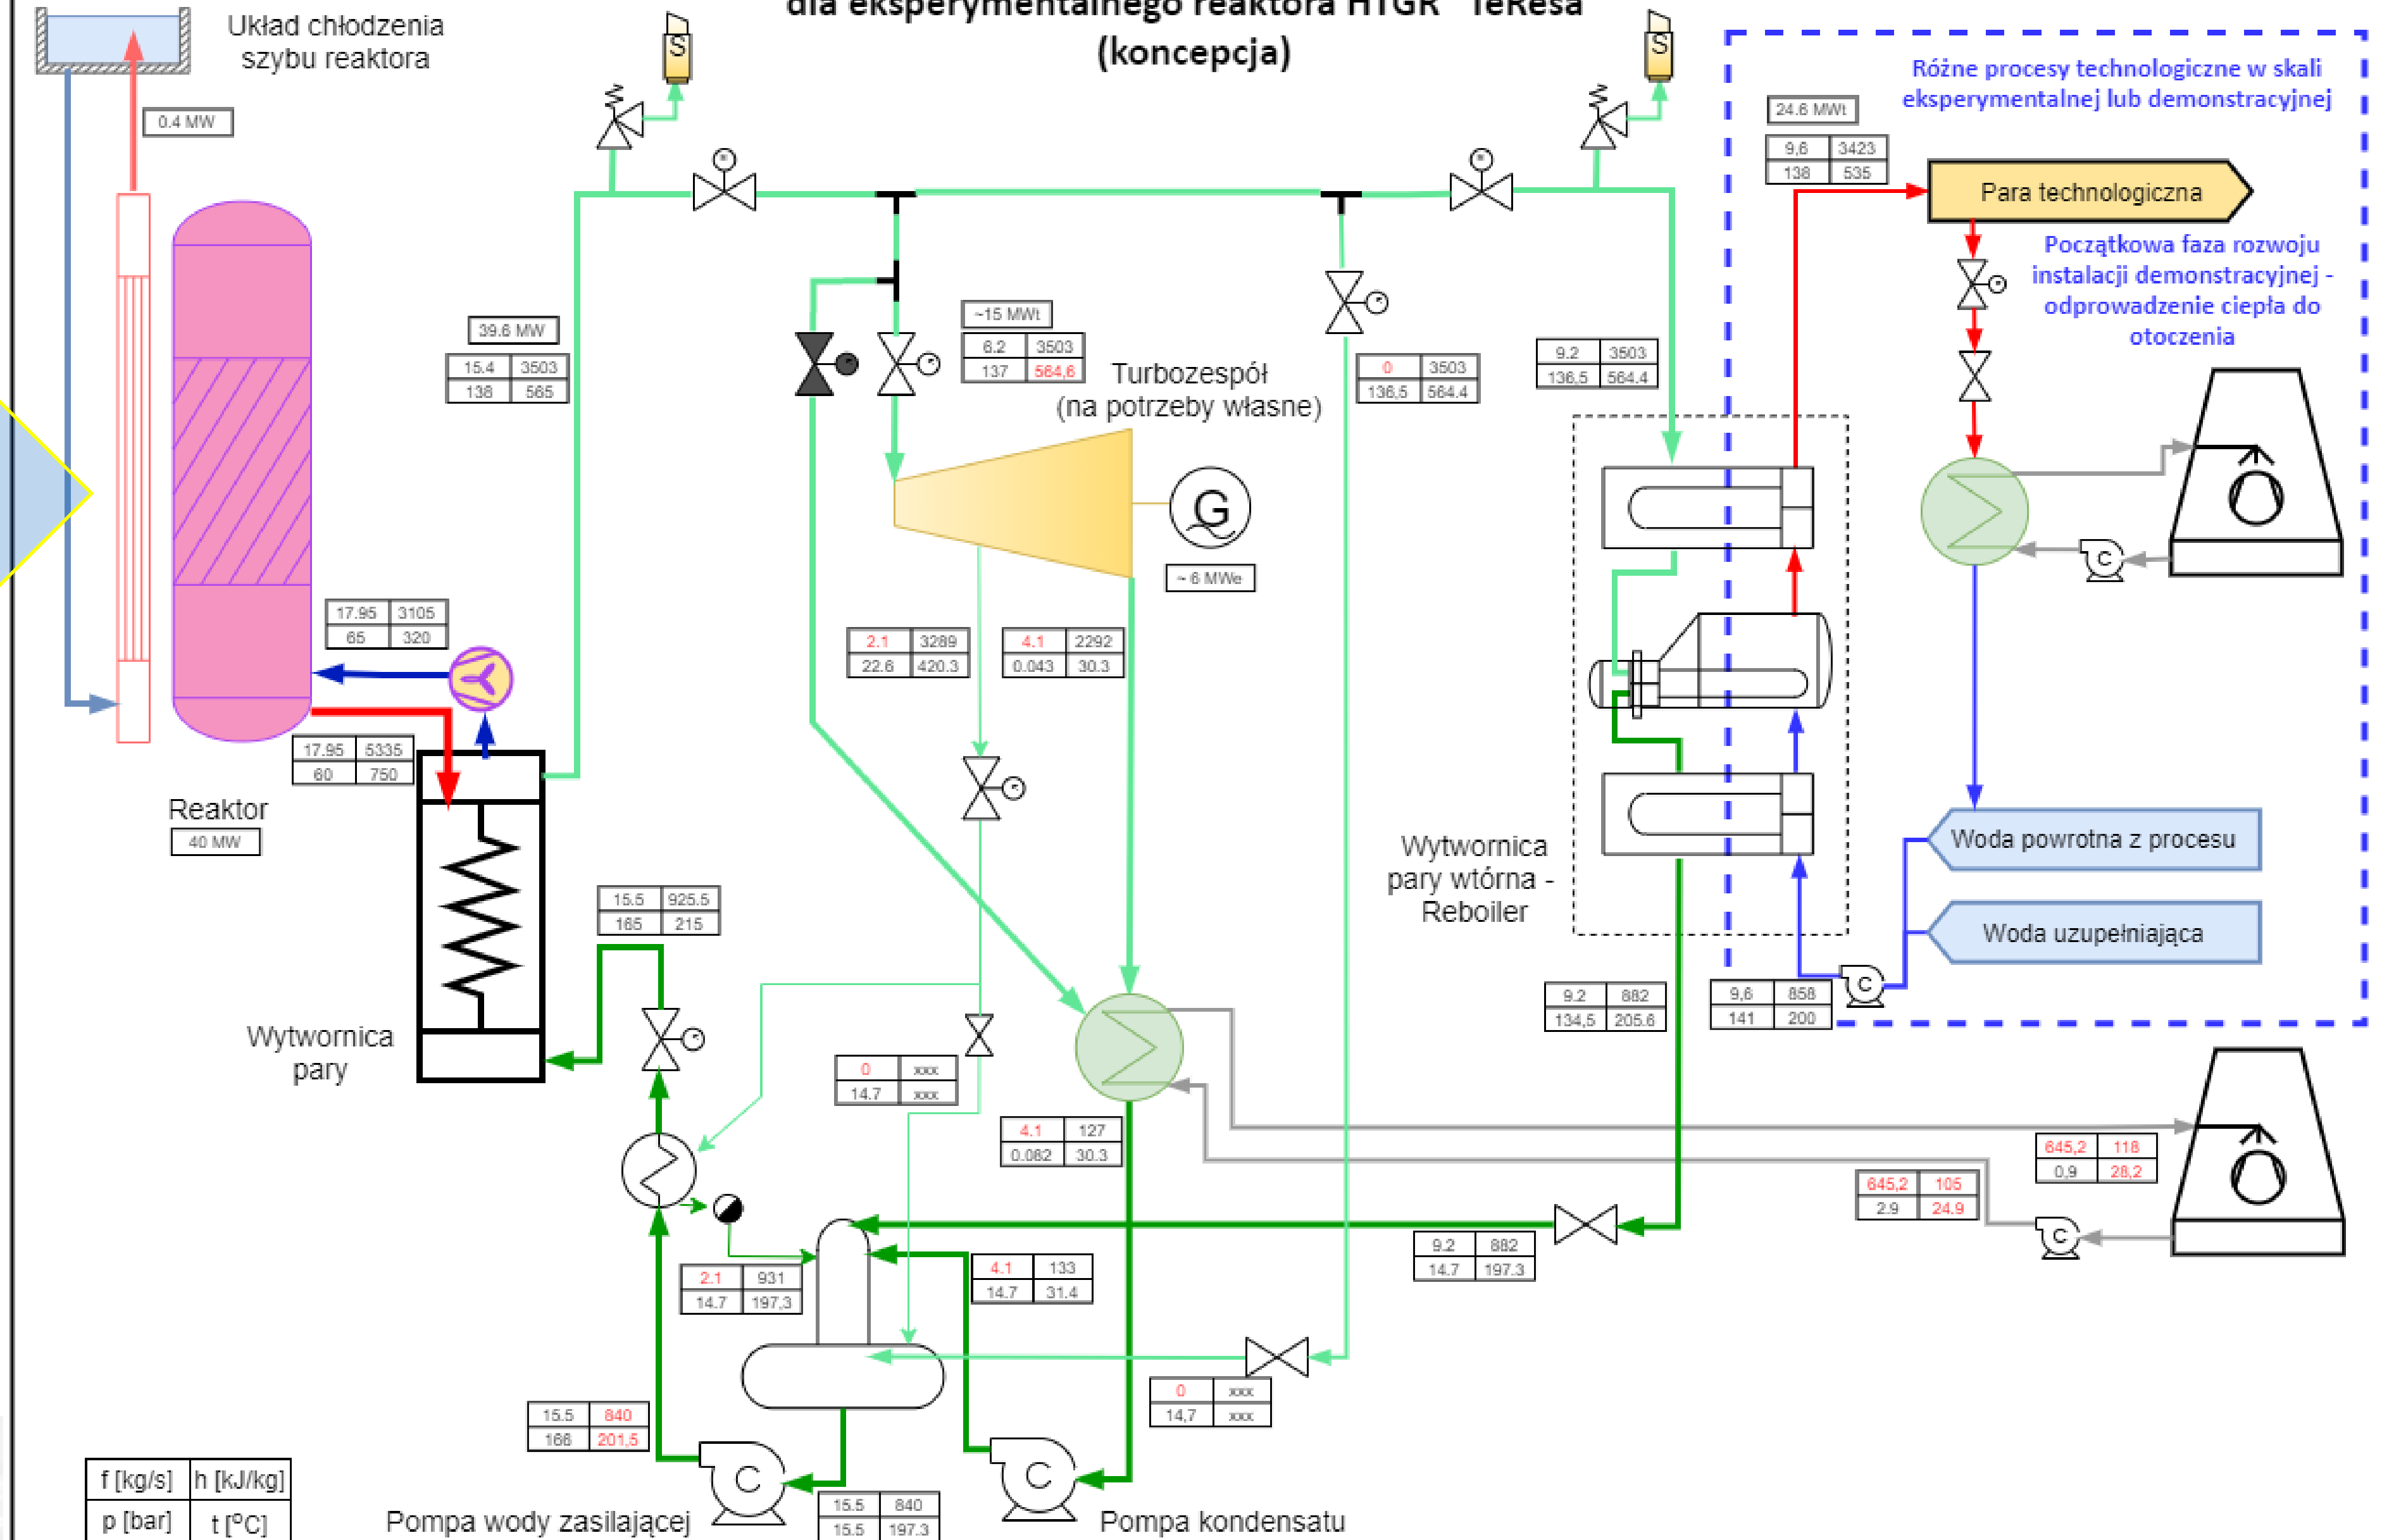 dla eksperymentalnego reaktora HTGR "TeResa"
(koncepcja)
Układ chłodzenia
szybu reaktora
0.4 MW
S
S
Różne procesy technologiczne w skali
eksperymentalnej lub demonstracyjnej
24.6 MWt
9,6 3423
138 535
Para technologiczna
Początkowa faza rozwoju
instalacji demonstracyjnej -
odprowadzenie ciepła do
otoczenia
39.6 MW
15.4 3503
138 565
~15 MWt
6.2 3503
137 564,6
Turbozespół
(na potrzeby własne)
0 3503
136,5 564.4
9.2 3503
136,5 564.4
G
~ 6 MWe
C
17.95 3105
65 320
2.1 3289
22.6 420.3
4.1 2292
0.043 30.3
17.95 5335
60 750
Reaktor
40 MW
Wytwornica
pary wtórna -
Reboiler
Woda powrotna z procesu
Woda uzupełniająca
15.5 925.5
165 215
9.2 882
134,5 205.6
9,6 858
141 200
C
Wytwornica
pary
0 xxx
14.7 xxx
4.1 127
0.082 30.3
645,2 118
0,9 28,2
645,2 105
2.9 24.9
C
9.2 882
14.7 197.3
2.1 931
14.7 197,3
4.1 133
14.7 31.4
0 xxx
14,7 xxx
15.5 840
166 201,5
C
C
f [kg/s] h [kJ/kg]
p [bar] t [°C]
Pompa wody zasilającej
15.5 840
15.5 197.3
Pompa kondensatu